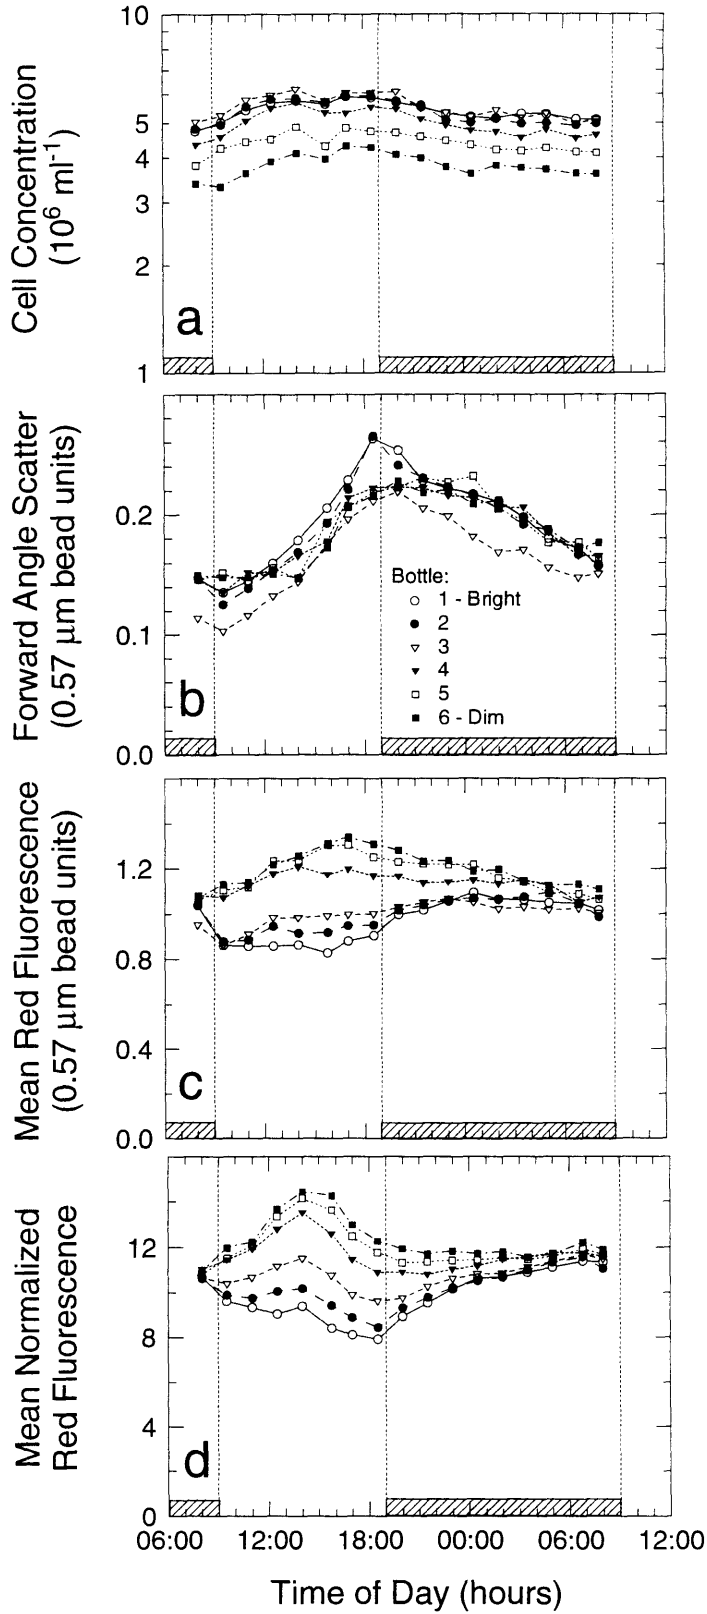 10
5
4
3
2
1
Cell Concentration
(10⁶ ml⁻¹)
a
0.2
0.1
0.0
Forward Angle Scatter
(0.57 µm bead units)
b
Bottle:
1 - Bright
2
3
4
5
6 - Dim
1.2
0.8
0.4
0.0
Mean Red Fluorescence
(0.57 µm bead units)
c
12
8
4
0
Mean Normalized
Red Fluorescence
d
06:00 12:00 18:00 00:00 06:00 12:00
Time of Day (hours)